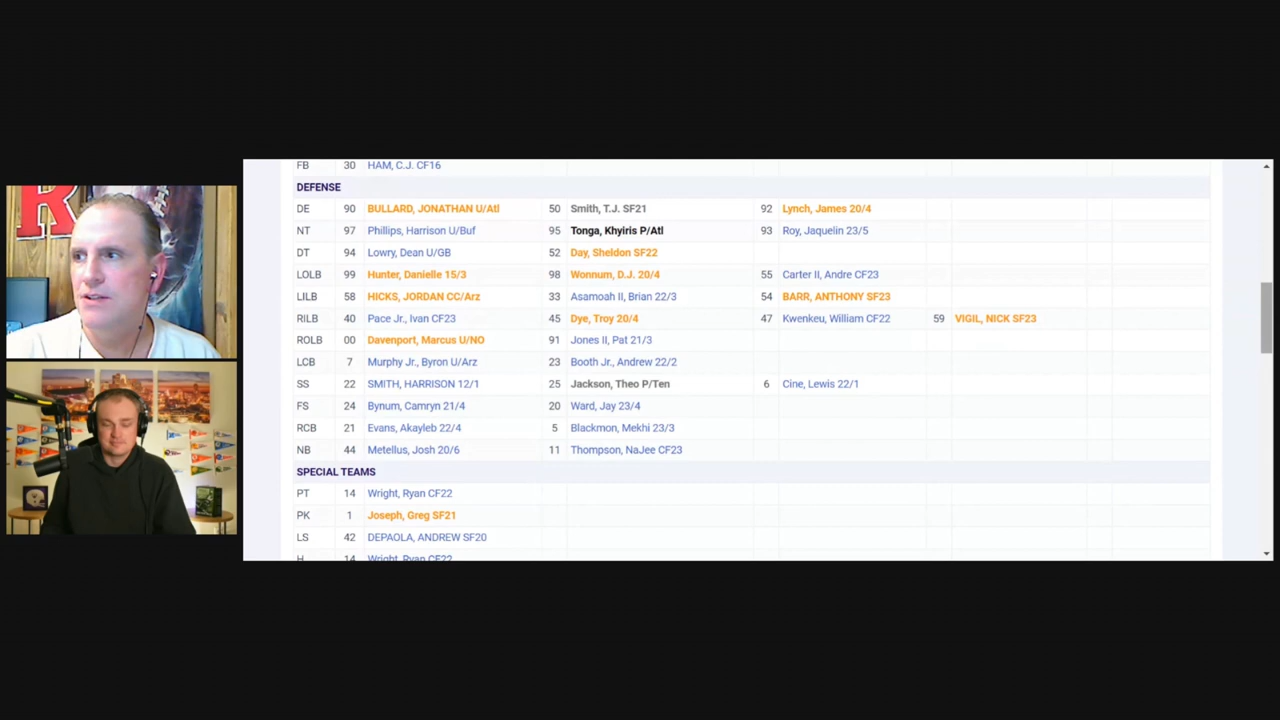 R
FB 30 HAM, C.J. CF16
DEFENSE
DE 90 BULLARD, JONATHAN U/Atl 50 Smith, T.J. SF21 92 Lynch, James 20/4
NT 97 Phillips, Harrison U/Buf 95 Tonga, Khyiris P/Atl 93 Roy, Jaquelin 23/5
DT 94 Lowry, Dean U/GB 52 Day, Sheldon SF22
LOLB 99 Hunter, Danielle 15/3 98 Wonnum, D.J. 20/4 55 Carter II, Andre CF23
LILB 58 HICKS, JORDAN CC/Arz 33 Asamoah II, Brian 22/3 54 BARR, ANTHONY SF23
RILB 40 Pace Jr., Ivan CF23 45 Dye, Troy 20/4 47 Kwenkeu, William CF22 59 VIGIL, NICK SF23
ROLB 00 Davenport, Marcus U/NO 91 Jones II, Pat 21/3
LCB 7 Murphy Jr., Byron U/Arz 23 Booth Jr., Andrew 22/2
SS 22 SMITH, HARRISON 12/1 25 Jackson, Theo P/Ten 6 Cine, Lewis 22/1
FS 24 Bynum, Camryn 21/4 20 Ward, Jay 23/4
RCB 21 Evans, Akayleb 22/4 5 Blackmon, Mekhi 23/3
NB 44 Metellus, Josh 20/6 11 Thompson, NaJee CF23
SPECIAL TEAMS
PT 14 Wright, Ryan CF22
PK 1 Joseph, Greg SF21
LS 42 DEPAOLA, ANDREW SF20
H 14 Wright, Ryan CF22